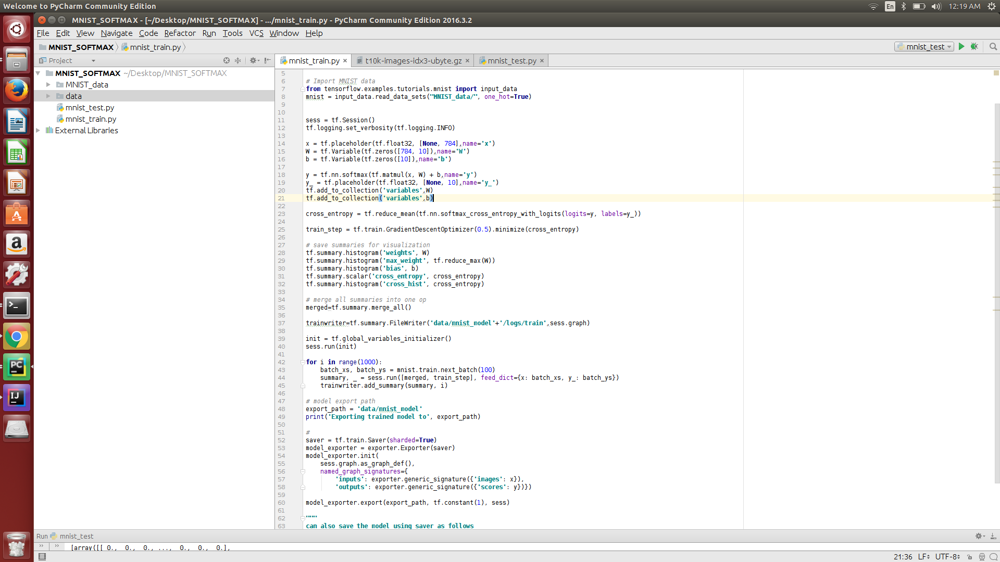 Welcome to PyCharm Community Edition
En
12:19 AM
MNIST_SOFTMAX - [~/Desktop/MNIST_SOFTMAX] - .../mnist_train.py - PyCharm Community Edition 2016.3.2
File Edit View Navigate Code Refactor Run Tools VCS Window Help
MNIST_SOFTMAX mnist_train.py
mnist_test
Project
mnist_train.py × t10k-images-idx3-ubyte.gz × mnist_test.py ×
MNIST_SOFTMAX ~/Desktop/MNIST_SOFTMAX
MNIST_data
data
mnist_test.py
mnist_train.py
External Libraries
5
6 # Import MNIST data
7 from tensorflow.examples.tutorials.mnist import input_data
8 mnist = input_data.read_data_sets("MNIST_data/", one_hot=True)
9
10
11 sess = tf.Session()
12 tf.logging.set_verbosity(tf.logging.INFO)
13
14 x = tf.placeholder(tf.float32, [None, 784],name='x')
15 W = tf.Variable(tf.zeros([784, 10]),name='W')
16 b = tf.Variable(tf.zeros([10]),name='b')
17
18 y = tf.nn.softmax(tf.matmul(x, W) + b,name='y')
19 y_ = tf.placeholder(tf.float32, [None, 10],name='y_')
20 tf.add_to_collection('variables',W)
21 tf.add_to_collection('variables',b)
22
23 cross_entropy = tf.reduce_mean(tf.nn.softmax_cross_entropy_with_logits(logits=y, labels=y_))
24
25 train_step = tf.train.GradientDescentOptimizer(0.5).minimize(cross_entropy)
26
27 # save summaries for visualization
28 tf.summary.histogram('weights', W)
29 tf.summary.histogram('max_weight', tf.reduce_max(W))
30 tf.summary.histogram('bias', b)
31 tf.summary.scalar('cross_entropy', cross_entropy)
32 tf.summary.histogram('cross_hist', cross_entropy)
33
34 # merge all summaries into one op
35 merged=tf.summary.merge_all()
36
37 trainwriter=tf.summary.FileWriter('data/mnist_model'+'/logs/train',sess.graph)
38
39 init = tf.global_variables_initializer()
40 sess.run(init)
41
42 for i in range(1000):
43 batch_xs, batch_ys = mnist.train.next_batch(100)
44 summary, _ = sess.run([merged, train_step], feed_dict={x: batch_xs, y_: batch_ys})
45 trainwriter.add_summary(summary, i)
46
47 # model export path
48 export_path = 'data/mnist_model'
49 print('Exporting trained model to', export_path)
50
51 #
52 saver = tf.train.Saver(sharded=True)
53 model_exporter = exporter.Exporter(saver)
54 model_exporter.init(
55 sess.graph.as_graph_def(),
56 named_graph_signatures={
57 'inputs': exporter.generic_signature({'images': x}),
58 'outputs': exporter.generic_signature({'scores': y})})
59
60 model_exporter.export(export_path, tf.constant(1), sess)
61
62 """
63 can also save the model using saver as follows
Run mnist_test
[array([[ 0., 0., 0., ..., 0., 0., 0.],
21:36 LF UTF-8
a
A
PC
IJ